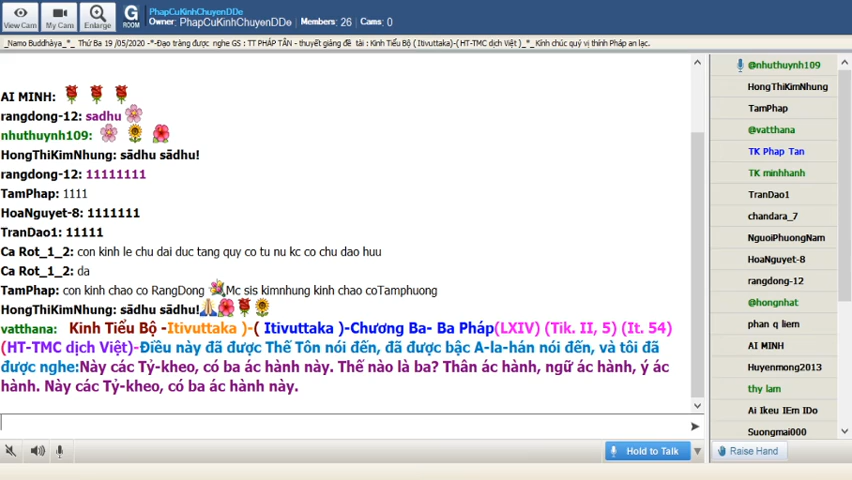 PhapCuKinhChuyenDDe
Owner: PhapCuKinhChuyenDDe Members: 26 Cams: 0
View Cam My Cam Enlarge G ROOM
_Namo Buddhàya_*_ Thứ Ba 19 /05/2020 -*-Đạo tràng được nghe GS : TT PHÁP TÂN - thuyết giảng đề tài : Kinh Tiểu Bộ ( Itivuttaka)-(HT-TMC dịch Việt )_*_ Kính chúc quý vị thính Pháp an lạc.
AI MINH:
rangdong-12: sadhu
nhuthuynh109:
HongThiKimNhung: sādhu sādhu!
rangdong-12: 11111111
TamPhap: 1111
HoaNguyet-8: 1111111
TranDao1: 11111
Ca Rot_1_2: con kinh le chu dai duc tang quy co tu nu kc co chu dao huu
Ca Rot_1_2: da
TamPhap: con kinh chao co RangDong Mc sis kimnhung kinh chao coTamphuong
HongThiKimNhung: sādhu sādhu!
vatthana: Kinh Tiểu Bộ -Itivuttaka )-( Itivuttaka )-Chương Ba- Ba Pháp(LXIV) (Tik. II, 5) (It. 54)
(HT-TMC dịch Việt)-Điều này đã được Thế Tôn nói đến, đã được bậc A-la-hán nói đến, và tôi đã
được nghe:Này các Tỷ-kheo, có ba ác hành này. Thế nào là ba? Thân ác hành, ngữ ác hành, ý ác
hành. Này các Tỷ-kheo, có ba ác hành này.
Hold to Talk
@nhuthuynh109
HongThiKimNhung
TamPhap
@vatthana
TK Phap Tan
TK minhhanh
TranDao1
chandara_7
NguoiPhuongNam
HoaNguyet-8
rangdong-12
@hongnhat
phan q liem
AI MINH
Huyenmong2013
thy lam
Ai Ikeu IEm IDo
Suongmai000
Raise Hand